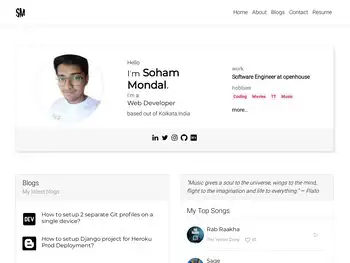 SM
Home About Blogs Contact Resume
Hello
I'm Soham Mondal.
I'm a
Web Developer
based out of Kolkata,India
work
Software Engineer at openhouse
hobbies
Coding Movies TT Music
more...
Blogs
My latest blogs
DEV
How to setup 2 separate Git profiles on a single device?
How to setup Django project for Heroku Prod Deployment?
"Music gives a soul to the universe, wings to the mind, flight to the imagination and life to everything." — Plato
My Top Songs
Rab Raakha
Sage